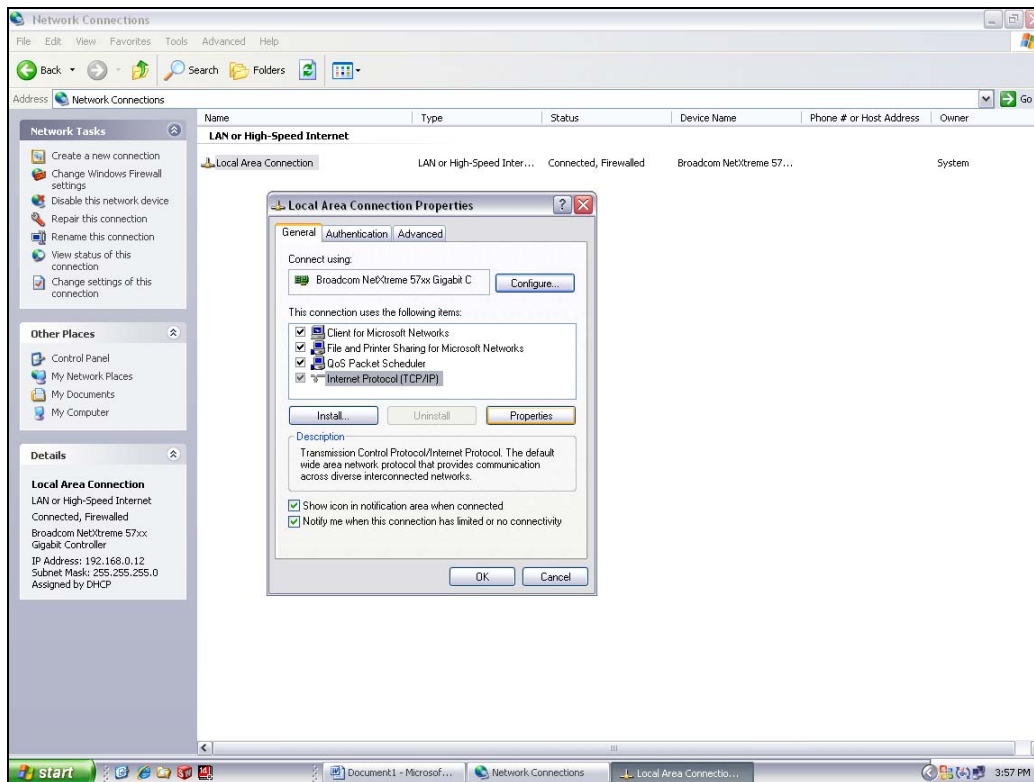 Network Connections
File Edit View Favorites Tools Advanced Help
Back Search Folders
Address Network Connections Go
Name Type Status Device Name Phone # or Host Address Owner
LAN or High-Speed Internet
Local Area Connection LAN or High-Speed Inter... Connected, Firewalled Broadcom NetXtreme 57... System
Network Tasks
Create a new connection
Change Windows Firewall
settings
Disable this network device
Repair this connection
Rename this connection
View status of this
connection
Change settings of this
connection
Other Places
Control Panel
My Network Places
My Documents
My Computer
Details
Local Area Connection
LAN or High-Speed Internet
Connected, Firewalled
Broadcom NetXtreme 57xx
Gigabit Controller
IP Address: 192.168.0.12
Subnet Mask: 255.255.255.0
Assigned by DHCP
Local Area Connection Properties
General Authentication Advanced
Connect using:
Broadcom NetXtreme 57xx Gigabit C Configure...
This connection uses the following items:
Client for Microsoft Networks
File and Printer Sharing for Microsoft Networks
QoS Packet Scheduler
Internet Protocol (TCP/IP)
Install... Uninstall Properties
Description
Transmission Control Protocol/Internet Protocol. The default
wide area network protocol that provides communication
across diverse interconnected networks.
Show icon in notification area when connected
Notify me when this connection has limited or no connectivity
OK Cancel
start Document1 - Microsof... Network Connections Local Area Connectio... 3:57 PM